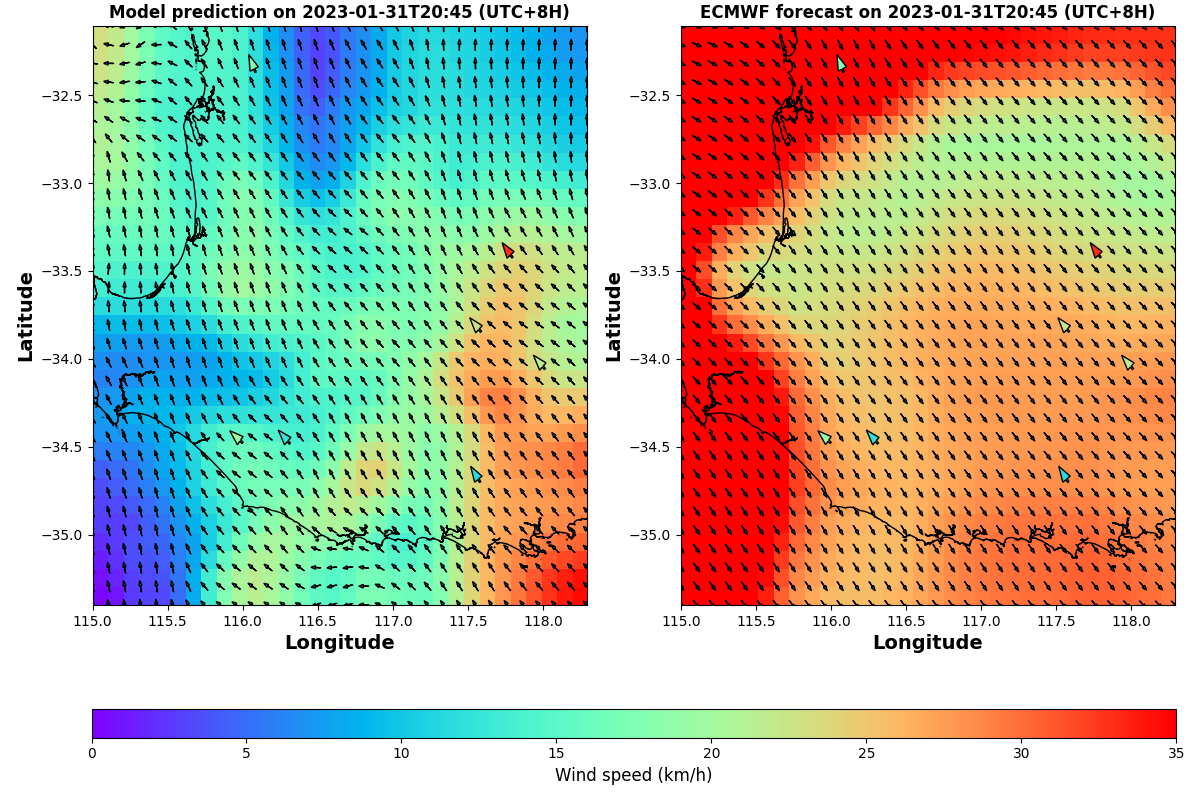 Model prediction on 2023-01-31T20:45 (UTC+8H)
ECMWF forecast on 2023-01-31T20:45 (UTC+8H)
Latitude
−32.5
−33.0
−33.5
−34.0
−34.5
−35.0
115.0 115.5 116.0 116.5 117.0 117.5 118.0
Longitude
Latitude
−32.5
−33.0
−33.5
−34.0
−34.5
−35.0
115.0 115.5 116.0 116.5 117.0 117.5 118.0
Longitude
0 5 10 15 20 25 30 35
Wind speed (km/h)